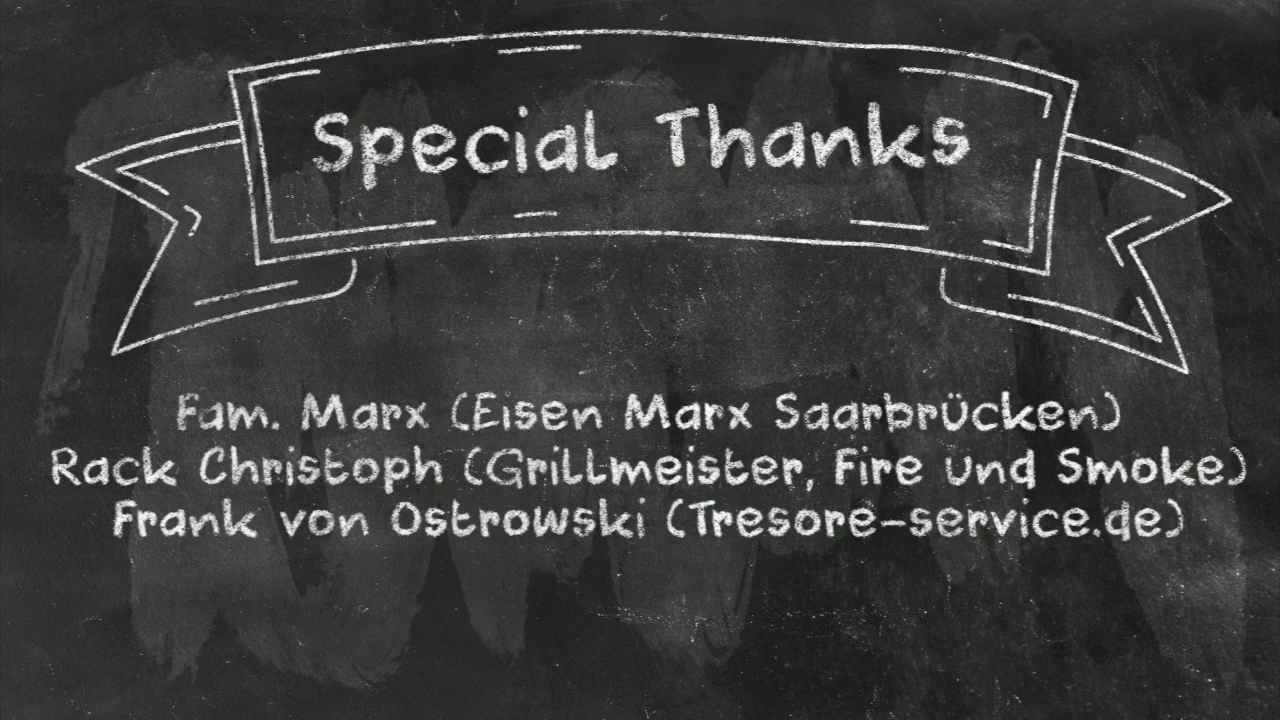 Special Thanks
Fam. Marx (Eisen Marx Saarbrücken)
Rack Christoph (Grillmeister, Fire und Smoke)
Frank von Ostrowski (Tresore-service.de)